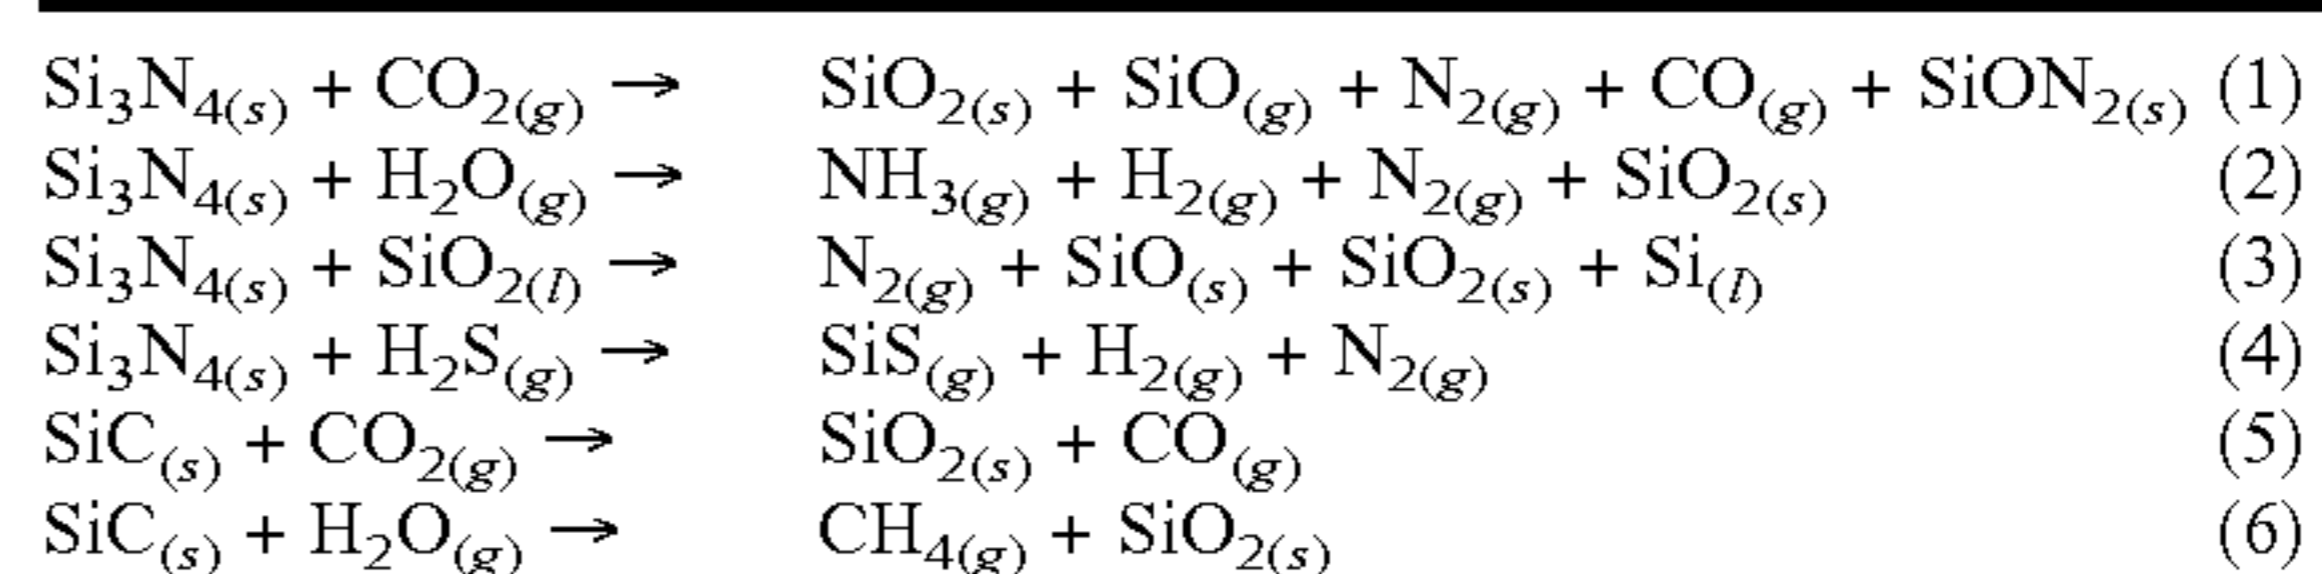 Si₃N₄₍ₛ₎ + CO₂₍g₎ → SiO₂₍ₛ₎ + SiO₍g₎ + N₂₍g₎ + CO₍g₎ + SiON₂₍ₛ₎ (1)
Si₃N₄₍ₛ₎ + H₂O₍g₎ → NH₃₍g₎ + H₂₍g₎ + N₂₍g₎ + SiO₂₍ₛ₎ (2)
Si₃N₄₍ₛ₎ + SiO₂₍ₗ₎ → N₂₍g₎ + SiO₍ₛ₎ + SiO₂₍ₛ₎ + Si₍ₗ₎ (3)
Si₃N₄₍ₛ₎ + H₂S₍g₎ → SiS₍g₎ + H₂₍g₎ + N₂₍g₎ (4)
SiC₍ₛ₎ + CO₂₍g₎ → SiO₂₍ₛ₎ + CO₍g₎ (5)
SiC₍ₛ₎ + H₂O₍g₎ → CH₄₍g₎ + SiO₂₍ₛ₎ (6)